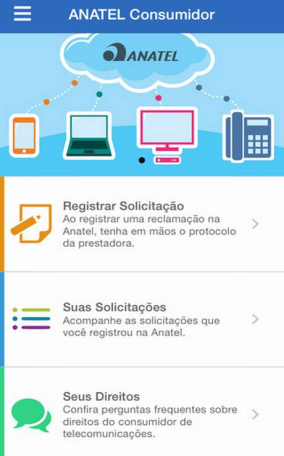 ANATEL Consumidor
ANATEL
Registrar Solicitação
Ao registrar uma reclamação na
Anatel, tenha em mãos o protocolo
da prestadora.
Suas Solicitações
Acompanhe as solicitações que
você registrou na Anatel.
Seus Direitos
Confira perguntas frequentes sobre
direitos do consumidor de
telecomunicações.